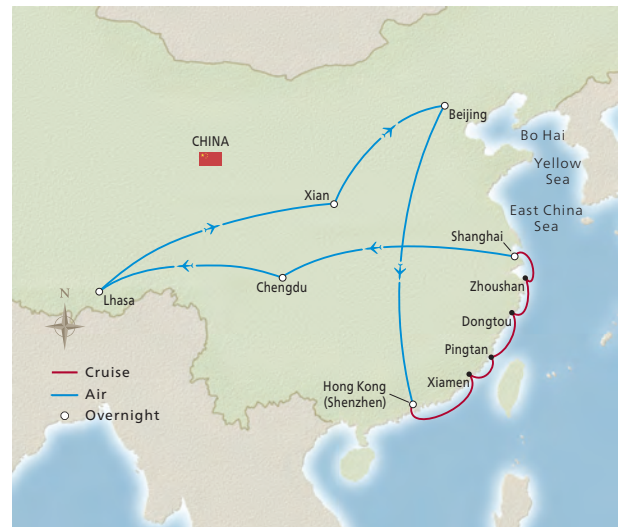 Beijing
Bo Hai
CHINA
Yellow
Sea
Xian
East China
Sea
Shanghai
Chengdu
Zhoushan
N
Lhasa
Dongtou
Pingtan
Cruise
Xiamen
Hong Kong
(Shenzhen)
Air
Overnight